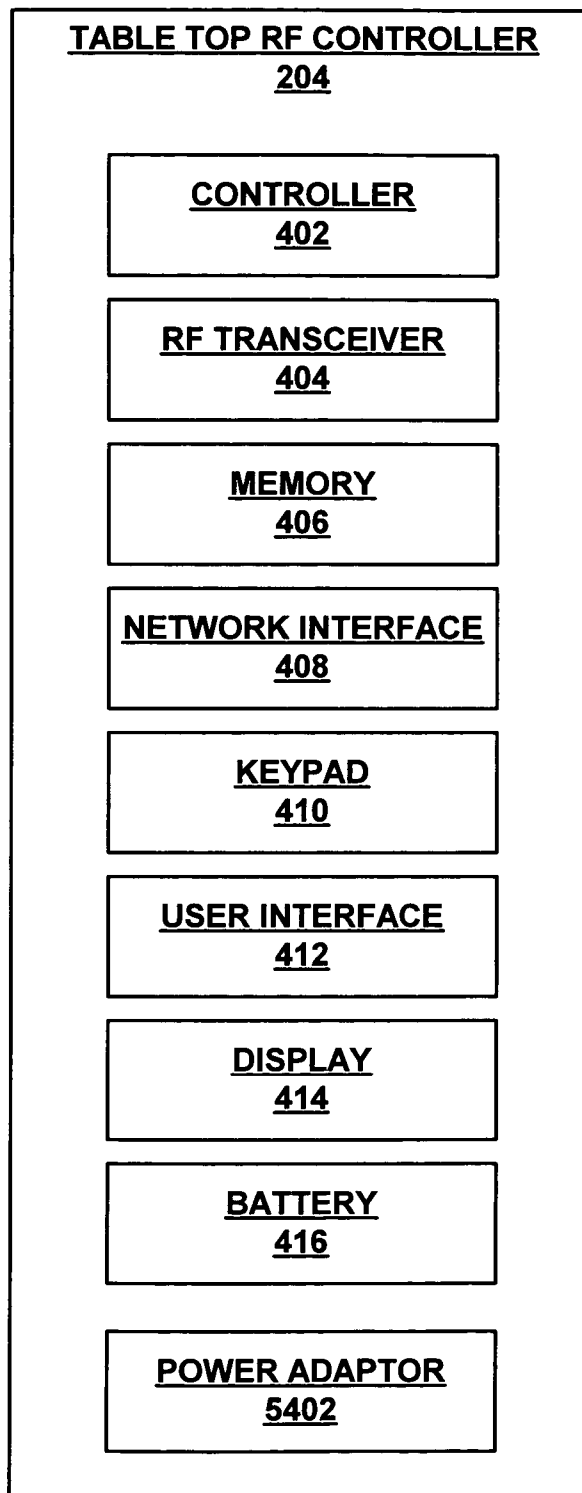 TABLE TOP RF CONTROLLER
204
CONTROLLER
402
RF TRANSCEIVER
404
MEMORY
406
NETWORK INTERFACE
408
KEYPAD
410
USER INTERFACE
412
DISPLAY
414
BATTERY
416
POWER ADAPTOR
5402